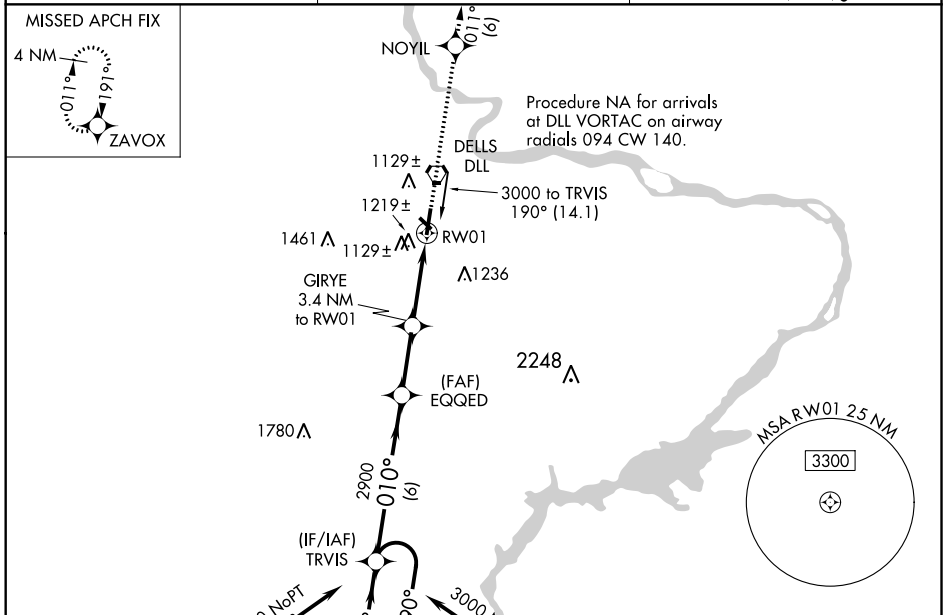 MISSED APCH FIX
4 NM
011°
191°
ZAVOX
011°
(6)
NOYIL
Procedure NA for arrivals
at DLL VORTAC on airway
radials 094 CW 140.
DELLS
DLL
1129±
3000 to TRVIS
190° (14.1)
1219±
RW01
1461
1129±
1236
GIRYE
3.4 NM
to RW01
2248
(FAF)
EQQED
1780
MSA RW01 25 NM
3300
2900
010°
(6)
(IF/IAF)
TRVIS
NoPT
3000